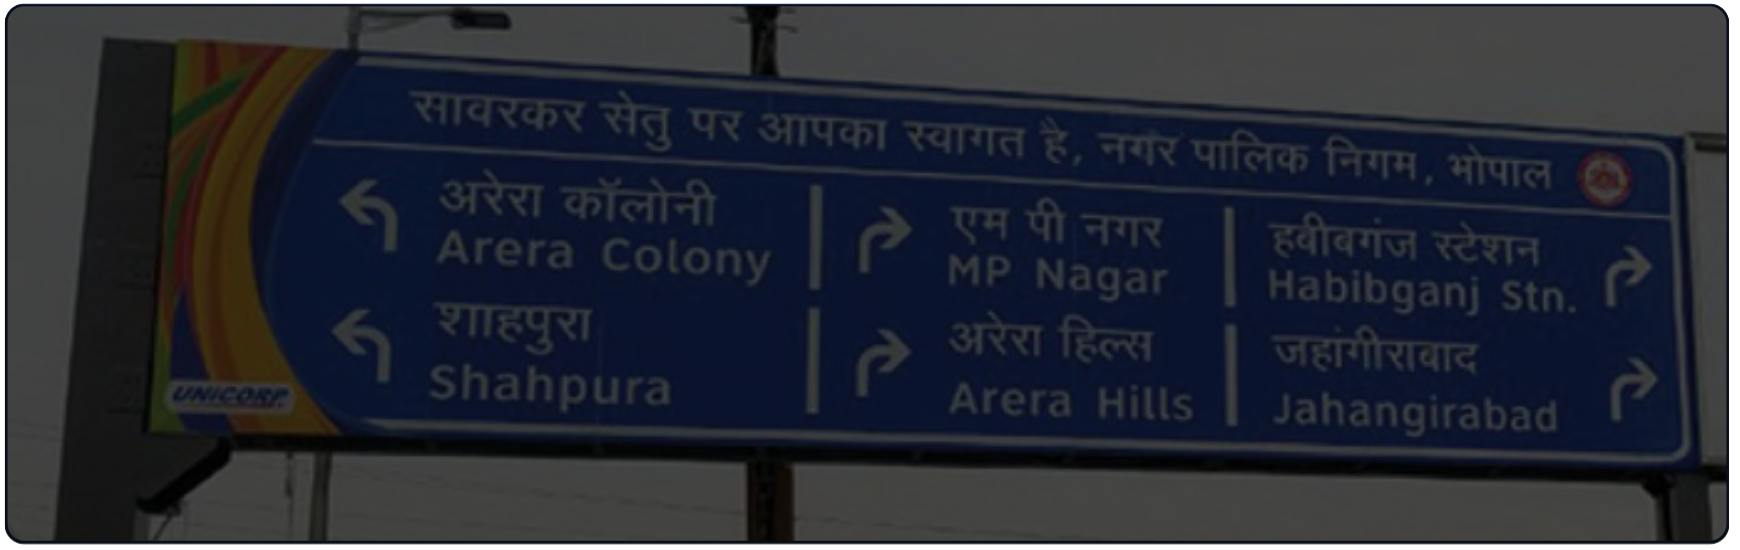 सावरकर सेतु पर आपका स्वागत है, नगर पालिक निगम, भोपाल
अरेरा कॉलोनी
Arera Colony
शाहपुरा
Shahpura
एम पी नगर
MP Nagar
अरेरा हिल्स
Arera Hills
हबीबगंज स्टेशन
Habibganj Stn.
जहांगीराबाद
Jahangirabad
UNICORP